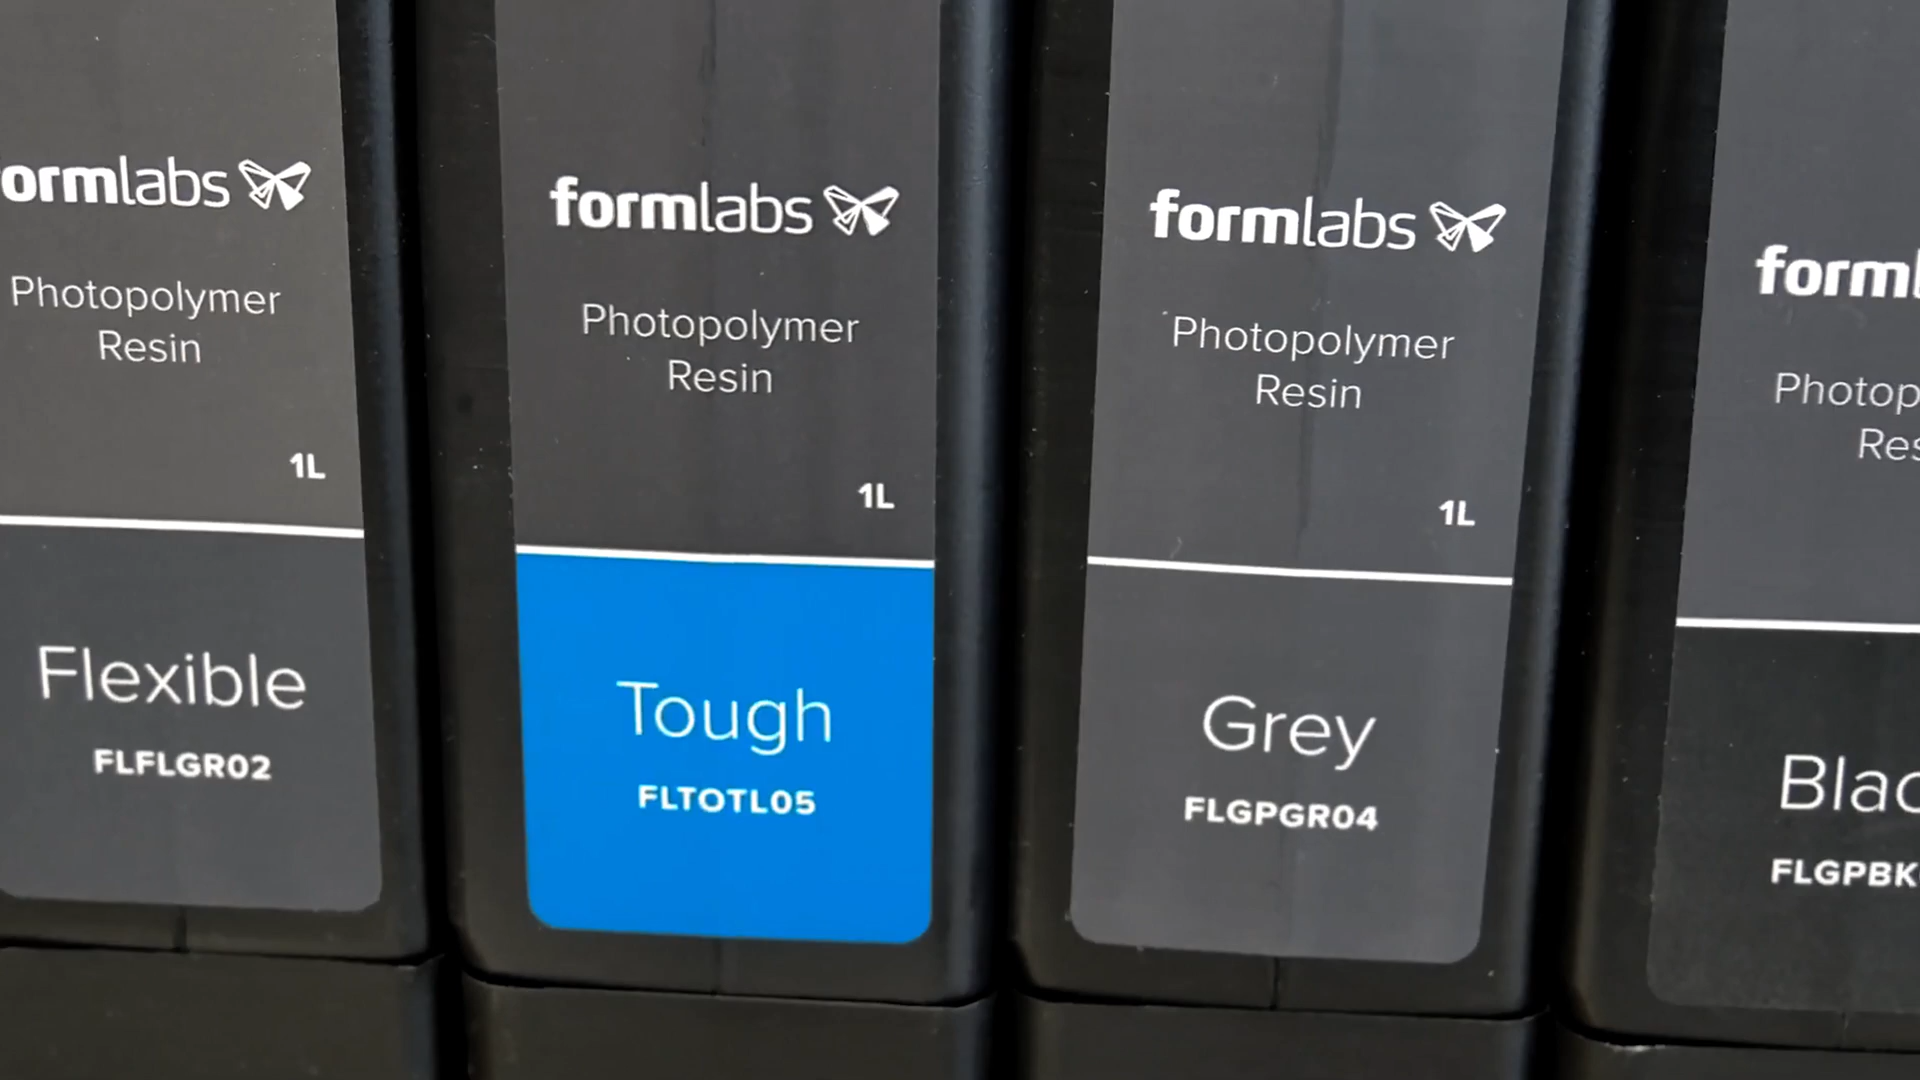 ormlabs
Photopolymer
Resin
1L
Flexible
FLFLGR02
formlabs
Photopolymer
Resin
1L
Tough
FLTOTL05
formlabs
Photopolymer
Resin
1L
Grey
FLGPGR04
forml
Photop
Res
Blac
FLGPBK